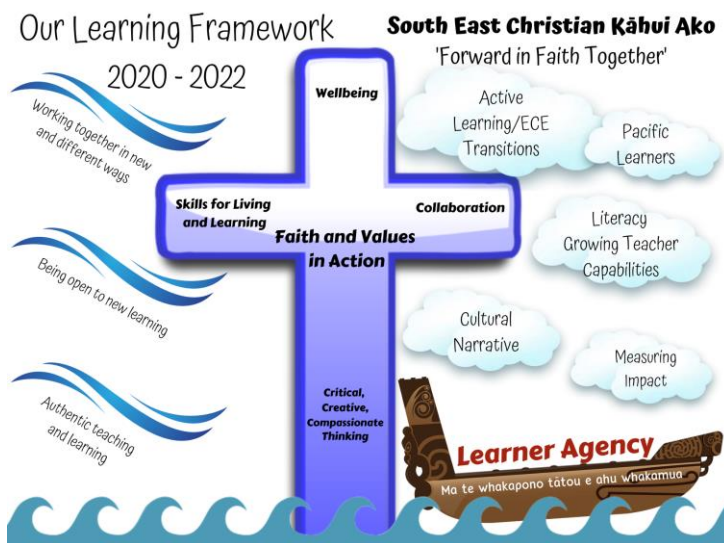 Our Learning Framework
2020 - 2022
South East Christian Kāhui Ako
'Forward in Faith Together'
Working together in new
and different ways
Being open to new learning
Authentic teaching
and learning
Wellbeing
Skills for Living
and Learning
Collaboration
Faith and Values
in Action
Critical,
Creative,
Compassionate
Thinking
Active
Learning/ECE
Transitions
Pacific
Learners
Literacy
Growing Teacher
Capabilities
Cultural
Narrative
Measuring
Impact
Learner Agency
Ma te whakapono tātou e ahu whakamua